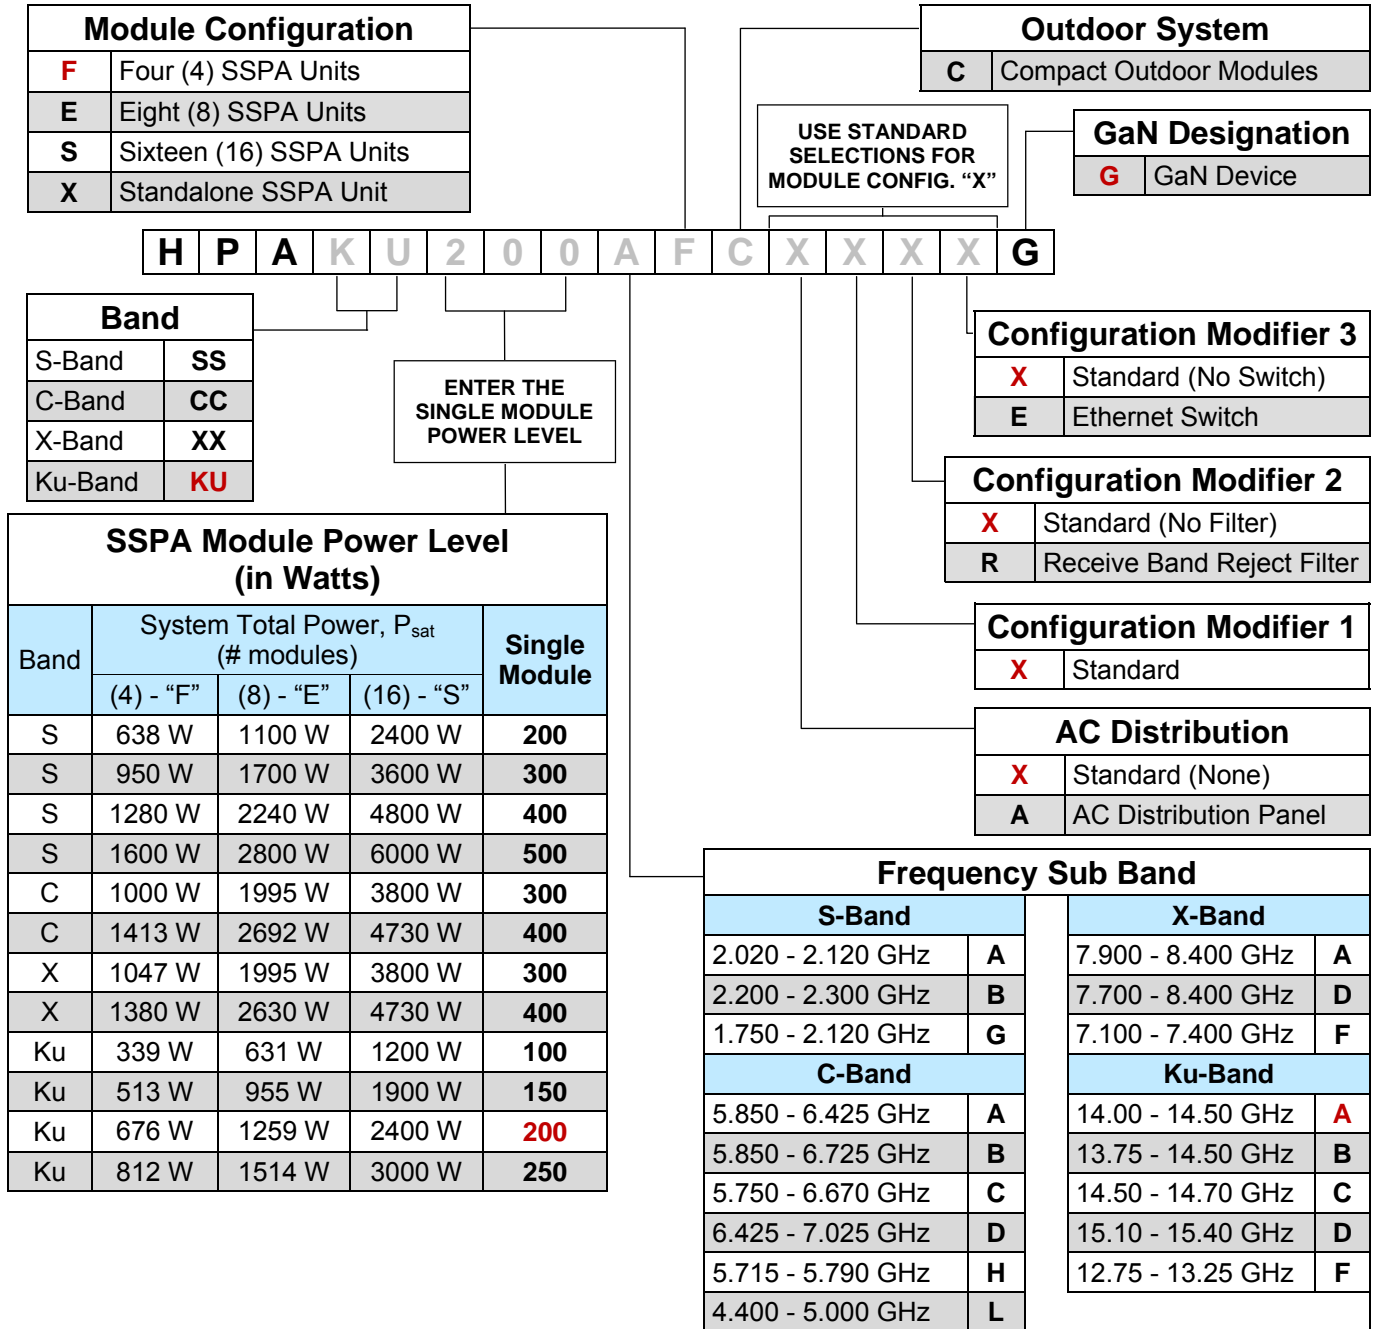 Module Configuration
F Four (4) SSPA Units
E Eight (8) SSPA Units
S Sixteen (16) SSPA Units
X Standalone SSPA Unit
Outdoor System
C Compact Outdoor Modules
USE STANDARD
SELECTIONS FOR
MODULE CONFIG. “X”
GaN Designation
G GaN Device
H P A K U 2 0 0 A F C X X X X G
Band
S-Band SS
C-Band CC
X-Band XX
Ku-Band KU
ENTER THE
SINGLE MODULE
POWER LEVEL
Configuration Modifier 3
X Standard (No Switch)
E Ethernet Switch
Configuration Modifier 2
X Standard (No Filter)
R Receive Band Reject Filter
Configuration Modifier 1
X Standard
AC Distribution
X Standard (None)
A AC Distribution Panel
SSPA Module Power Level
(in Watts)
Band
System Total Power, Psat
(# modules)
Single
Module
(4) - “F” (8) - “E” (16) - “S”
S 638 W 1100 W 2400 W 200
S 950 W 1700 W 3600 W 300
S 1280 W 2240 W 4800 W 400
S 1600 W 2800 W 6000 W 500
C 1000 W 1995 W 3800 W 300
C 1413 W 2692 W 4730 W 400
X 1047 W 1995 W 3800 W 300
X 1380 W 2630 W 4730 W 400
Ku 339 W 631 W 1200 W 100
Ku 513 W 955 W 1900 W 150
Ku 676 W 1259 W 2400 W 200
Ku 812 W 1514 W 3000 W 250
Frequency Sub Band
S-Band
2.020 - 2.120 GHz A
2.200 - 2.300 GHz B
1.750 - 2.120 GHz G
C-Band
5.850 - 6.425 GHz A
5.850 - 6.725 GHz B
5.750 - 6.670 GHz C
6.425 - 7.025 GHz D
5.715 - 5.790 GHz H
4.400 - 5.000 GHz L
X-Band
7.900 - 8.400 GHz A
7.700 - 8.400 GHz D
7.100 - 7.400 GHz F
Ku-Band
14.00 - 14.50 GHz A
13.75 - 14.50 GHz B
14.50 - 14.70 GHz C
15.10 - 15.40 GHz D
12.75 - 13.25 GHz F